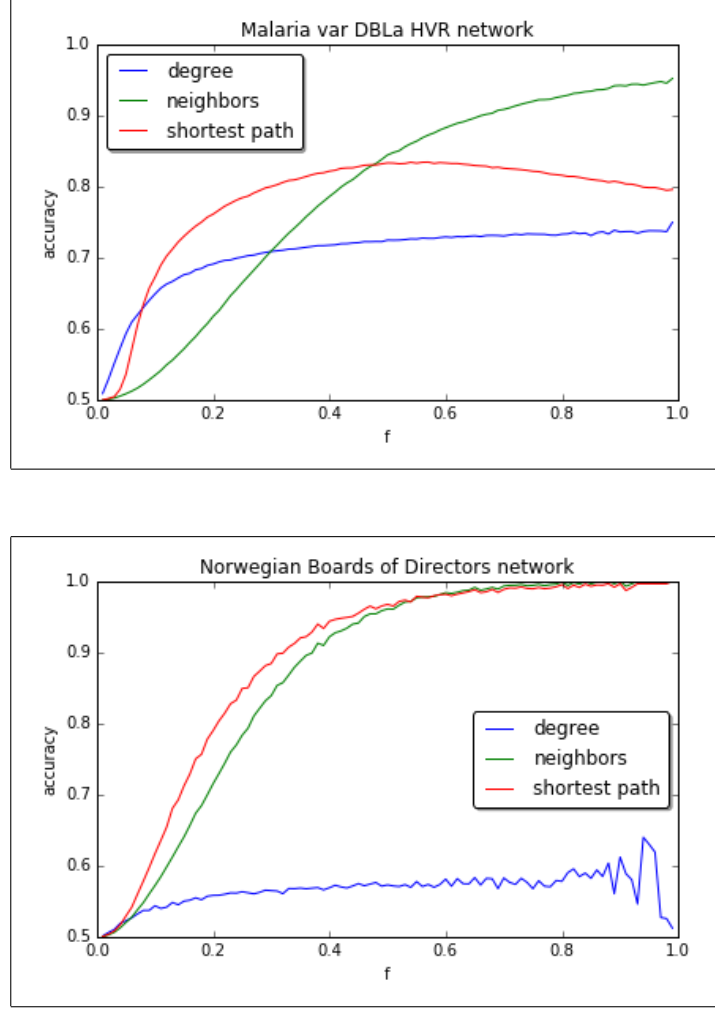 Malaria var DBLa HVR network
1.0
0.9
0.8
0.7
0.6
0.5
accuracy
degree
neighbors
shortest path
0.0 0.2 0.4 0.6 0.8 1.0
f
Norwegian Boards of Directors network
1.0
0.9
0.8
0.7
0.6
0.5
accuracy
degree
neighbors
shortest path
0.0 0.2 0.4 0.6 0.8 1.0
f